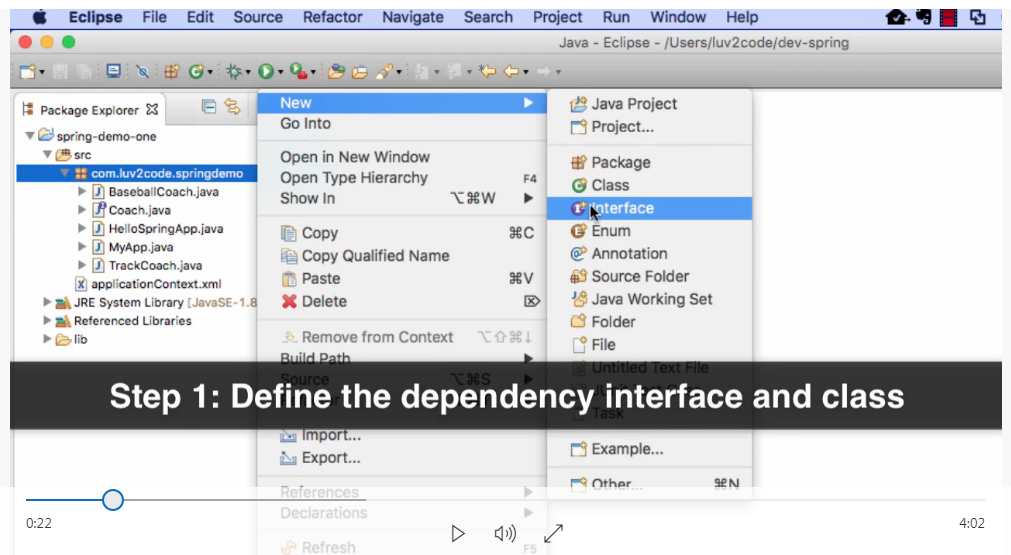 Eclipse File Edit Source Refactor Navigate Search Project Run Window Help
Java - Eclipse - /Users/luv2code/dev-spring
Package Explorer
spring-demo-one
src
com.luv2code.springdemo
BaseballCoach.java
Coach.java
HelloSpringApp.java
MyApp.java
TrackCoach.java
applicationContext.xml
JRE System Library [JavaSE-1.8
Referenced Libraries
lib
New
Go Into
Open in New Window
Open Type Hierarchy F4
Show In ⌥⌘W
Copy ⌘C
Copy Qualified Name
Paste ⌘V
Delete ⌦
Remove from Context ⌥⇧⌘↓
Build Path
Source ⌥⌘S
Import...
Export...
References
Declarations
Refresh F5
Java Project
Project...
Package
Class
Interface
Enum
Annotation
Source Folder
Java Working Set
Folder
File
Untitled Text File
Task
Example...
Other... ⌘N
Step 1: Define the dependency interface and class
0:22
4:02